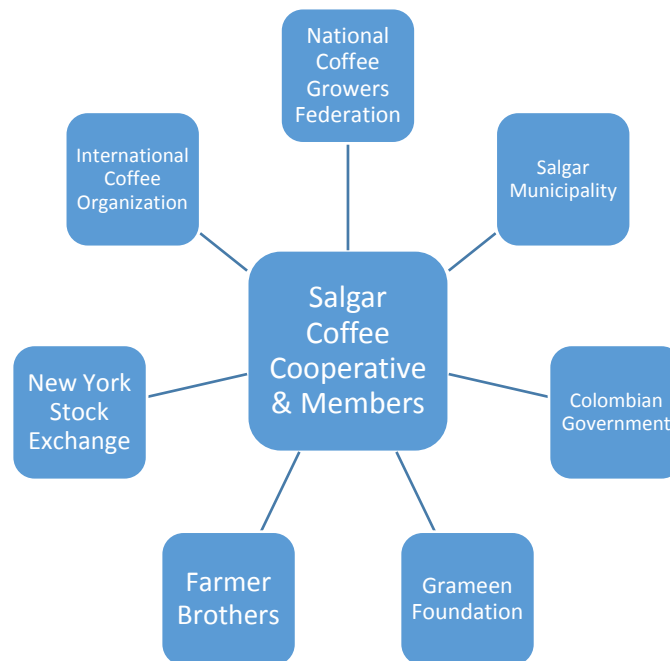 National
Coffee
Growers
Federation
International
Coffee
Organization
Salgar
Municipality
Salgar
Coffee
Cooperative
& Members
New York
Stock
Exchange
Colombian
Government
Farmer
Brothers
Grameen
Foundation